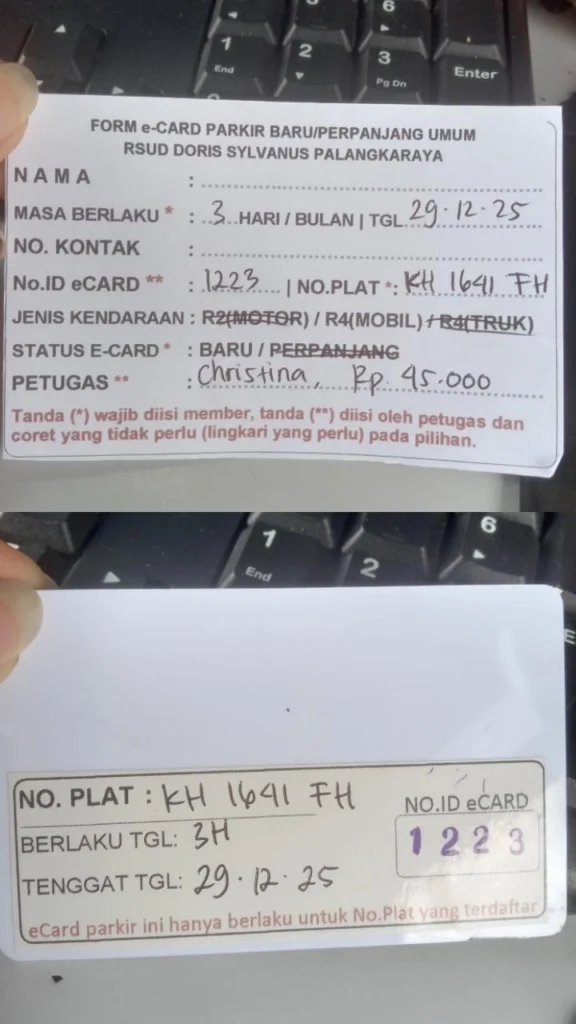 6
1
End
2
3
Pg Dn
Enter
FORM e-CARD PARKIR BARU/PERPANJANG UMUM
RSUD DORIS SYLVANUS PALANGKARAYA
NAMA :
MASA BERLAKU * : 3 HARI / BULAN | TGL 29.12.25
NO. KONTAK :
No.ID eCARD ** : 1223 | NO.PLAT *: KH 1641 FH
JENIS KENDARAAN : R2(MOTOR) / R4(MOBIL) / R4(TRUK)
STATUS E-CARD * : BARU / PERPANJANG
PETUGAS ** : Christina, Rp. 45.000
Tanda (*) wajib diisi member, tanda (**) diisi oleh petugas dan
coret yang tidak perlu (lingkari yang perlu) pada pilihan.
1
End
2
6
NO. PLAT : KH 1641 FH
NO.ID eCARD
1223
BERLAKU TGL: 3H
TENGGAT TGL: 29.12.25
eCard parkir ini hanya berlaku untuk No.Plat yang terdaftar